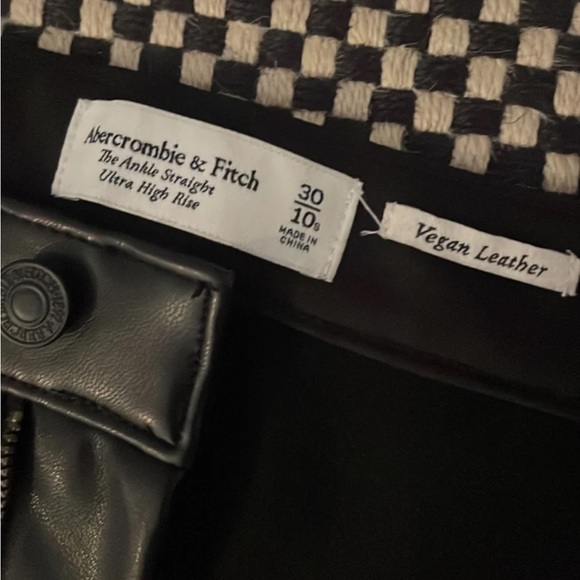 Abercrombie & Fitch
The Ankle Straight
Ultra High Rise
30
10S
MADE IN
CHINA
Vegan Leather